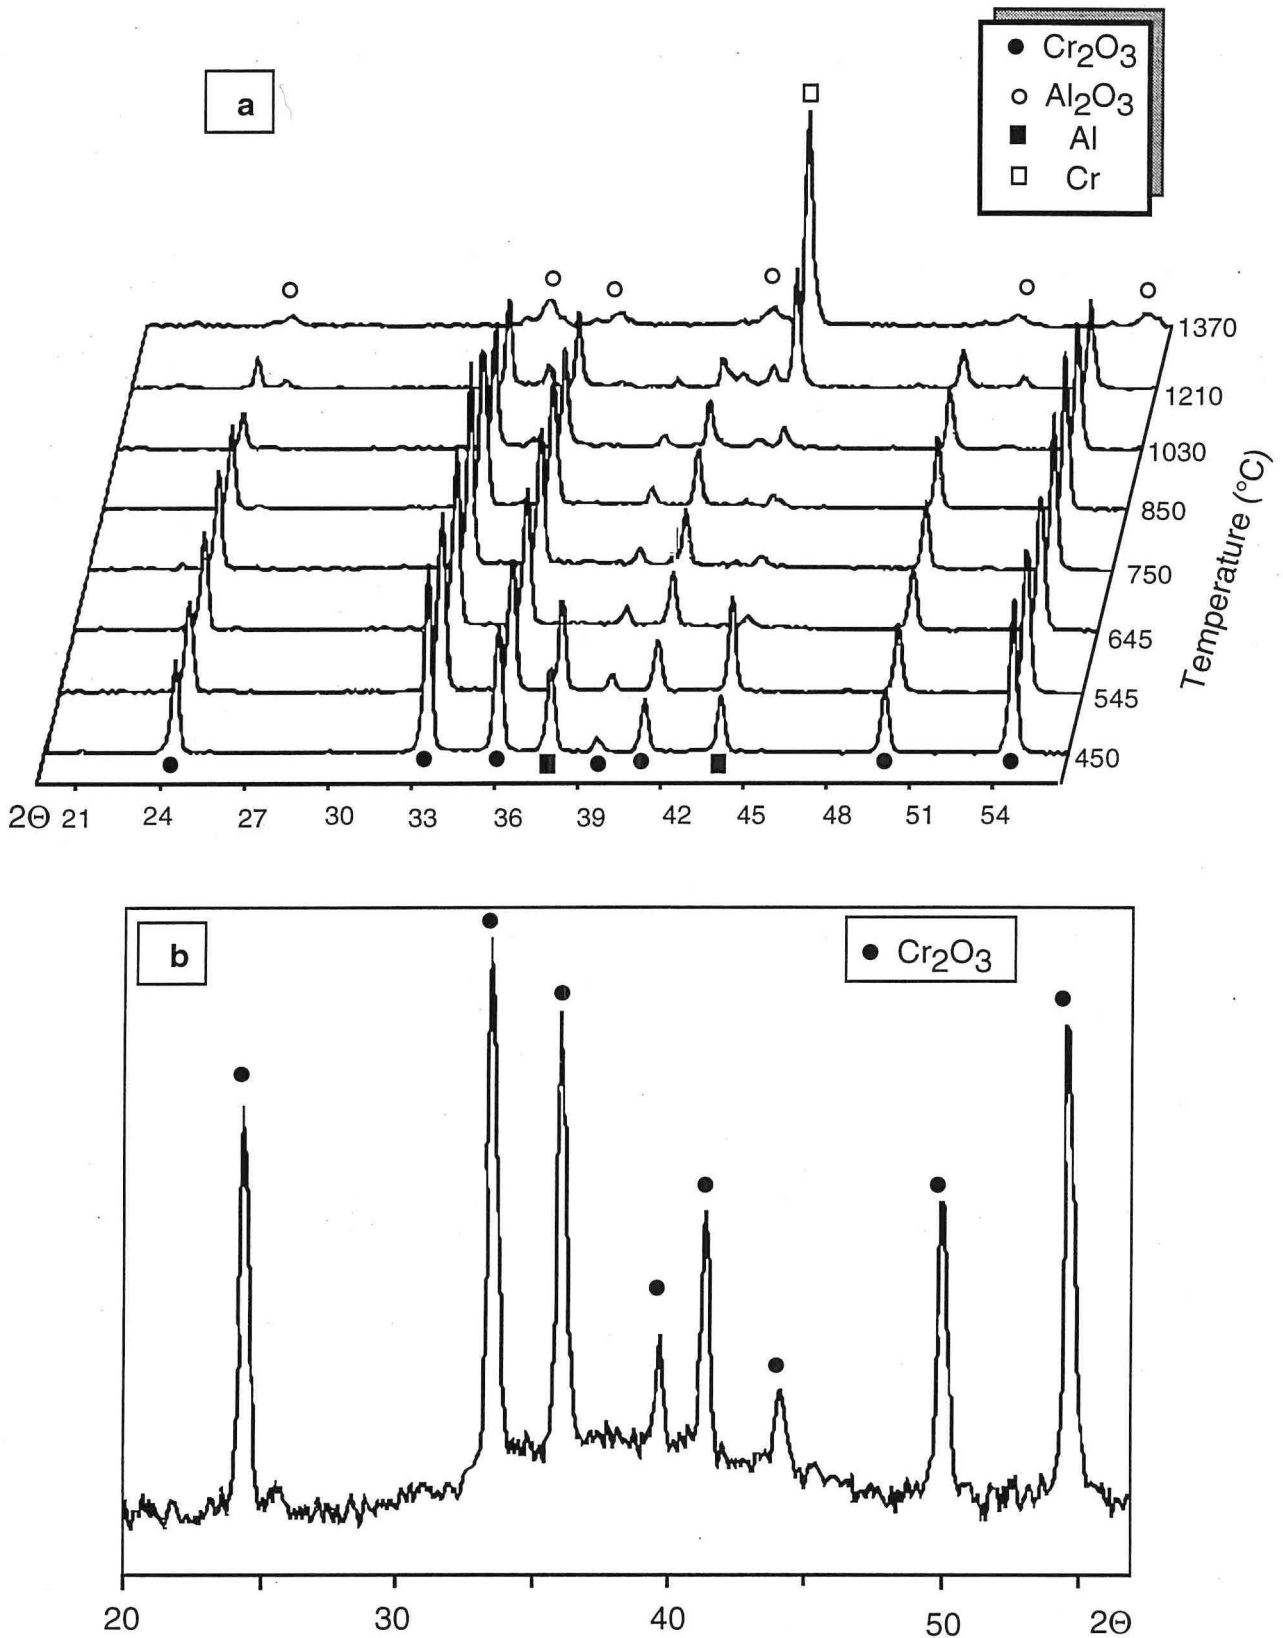 a
Cr2O3
Al2O3
Al
Cr
1370
1210
1030
850
750
645
545
450
Temperature (°C)
2Θ 21 24 27 30 33 36 39 42 45 48 51 54
b
Cr2O3
20 30 40 50 2Θ